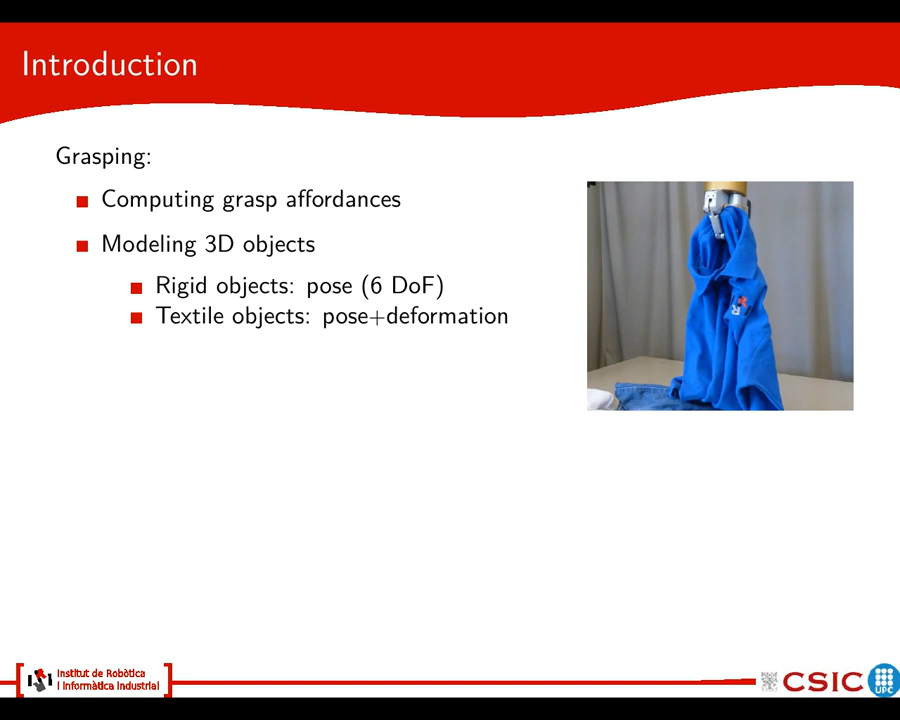 Introduction
Grasping:
Computing grasp affordances
Modeling 3D objects
Rigid objects: pose (6 DoF)
Textile objects: pose+deformation
Institut de Robòtica
i Informàtica Industrial
CSIC
UPC